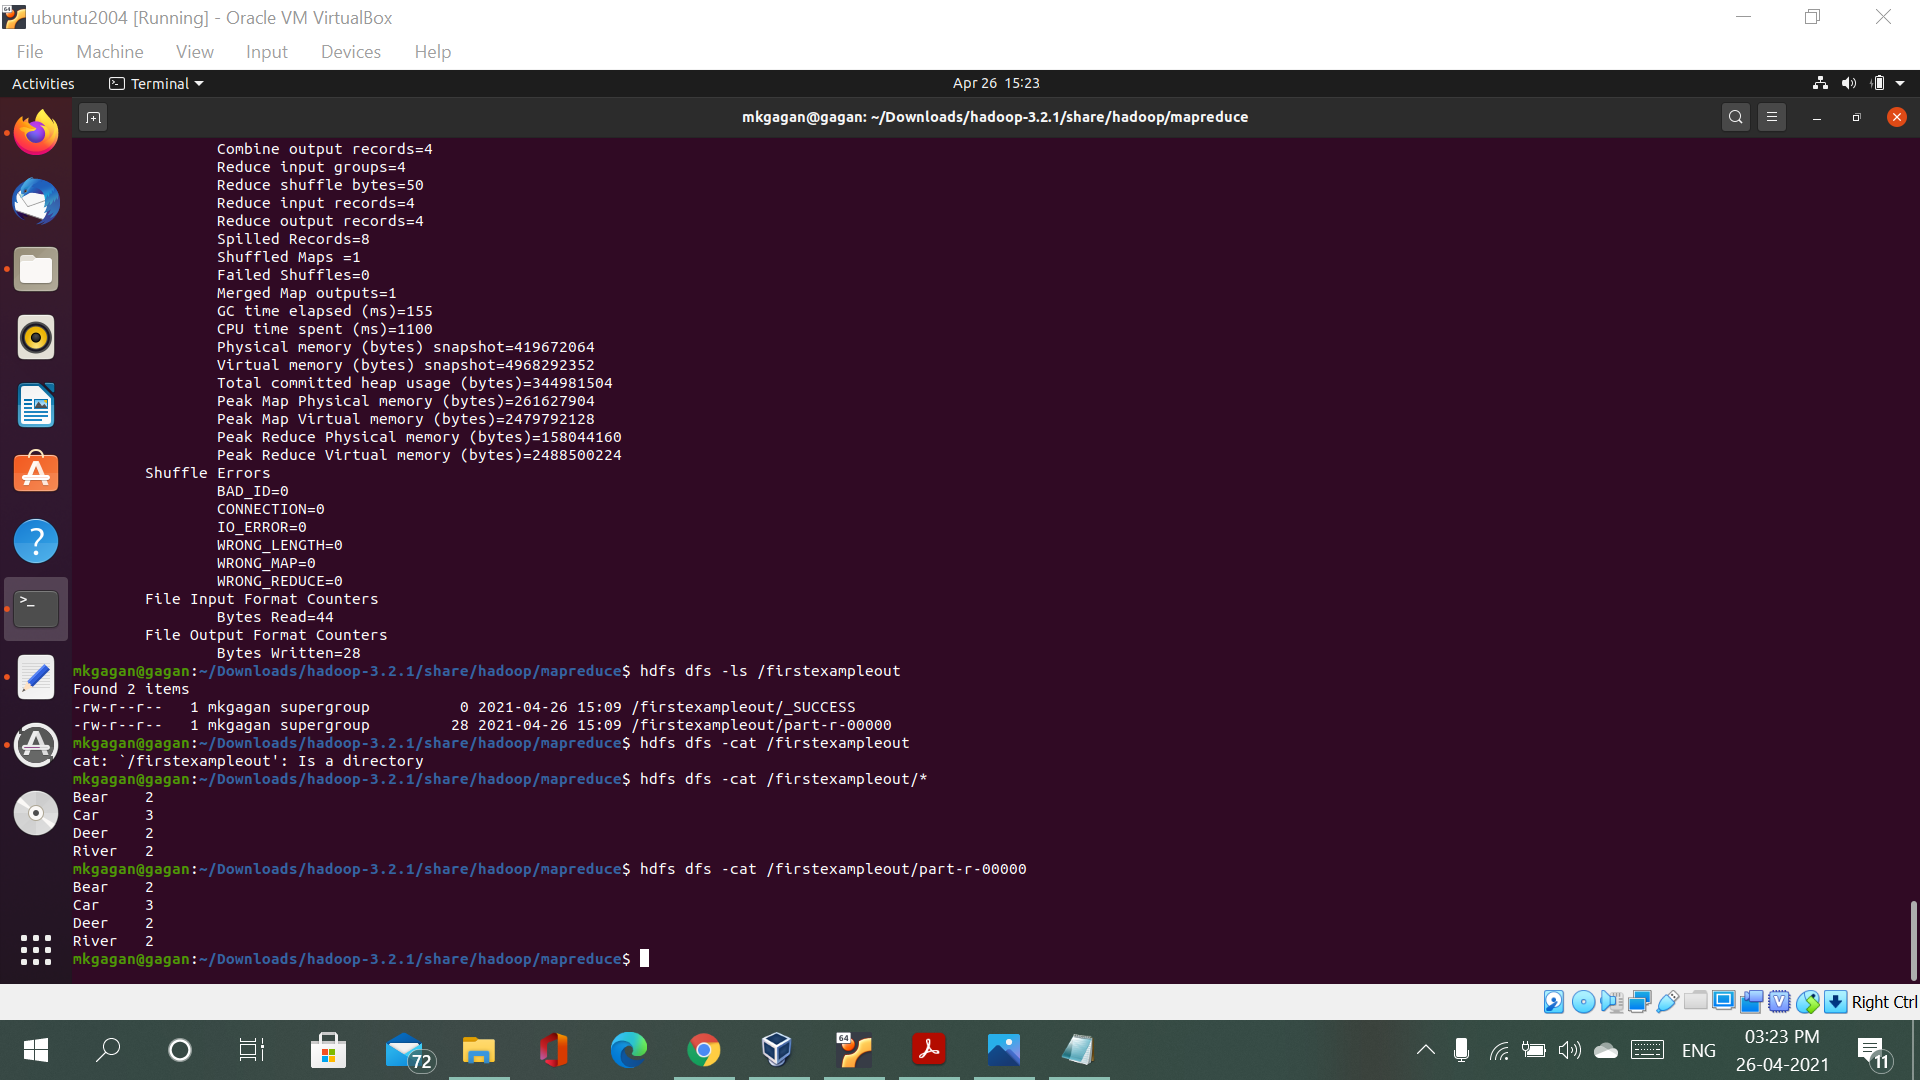 ubuntu2004 [Running] - Oracle VM VirtualBox
File Machine View Input Devices Help
Activities Terminal Apr 26 15:23
mkgagan@gagan: ~/Downloads/hadoop-3.2.1/share/hadoop/mapreduce
Combine output records=4
Reduce input groups=4
Reduce shuffle bytes=50
Reduce input records=4
Reduce output records=4
Spilled Records=8
Shuffled Maps =1
Failed Shuffles=0
Merged Map outputs=1
GC time elapsed (ms)=155
CPU time spent (ms)=1100
Physical memory (bytes) snapshot=419672064
Virtual memory (bytes) snapshot=4968292352
Total committed heap usage (bytes)=344981504
Peak Map Physical memory (bytes)=261627904
Peak Map Virtual memory (bytes)=2479792128
Peak Reduce Physical memory (bytes)=158044160
Peak Reduce Virtual memory (bytes)=2488500224
Shuffle Errors
BAD_ID=0
CONNECTION=0
IO_ERROR=0
WRONG_LENGTH=0
WRONG_MAP=0
WRONG_REDUCE=0
File Input Format Counters
Bytes Read=44
File Output Format Counters
Bytes Written=28
mkgagan@gagan:~/Downloads/hadoop-3.2.1/share/hadoop/mapreduce$ hdfs dfs -ls /firstexampleout
Found 2 items
-rw-r--r-- 1 mkgagan supergroup 0 2021-04-26 15:09 /firstexampleout/_SUCCESS
-rw-r--r-- 1 mkgagan supergroup 28 2021-04-26 15:09 /firstexampleout/part-r-00000
mkgagan@gagan:~/Downloads/hadoop-3.2.1/share/hadoop/mapreduce$ hdfs dfs -cat /firstexampleout
cat: `/firstexampleout': Is a directory
mkgagan@gagan:~/Downloads/hadoop-3.2.1/share/hadoop/mapreduce$ hdfs dfs -cat /firstexampleout/*
Bear 2
Car 3
Deer 2
River 2
mkgagan@gagan:~/Downloads/hadoop-3.2.1/share/hadoop/mapreduce$ hdfs dfs -cat /firstexampleout/part-r-00000
Bear 2
Car 3
Deer 2
River 2
mkgagan@gagan:~/Downloads/hadoop-3.2.1/share/hadoop/mapreduce$
Right Ctrl
72
64
ENG
03:23 PM
26-04-2021
11